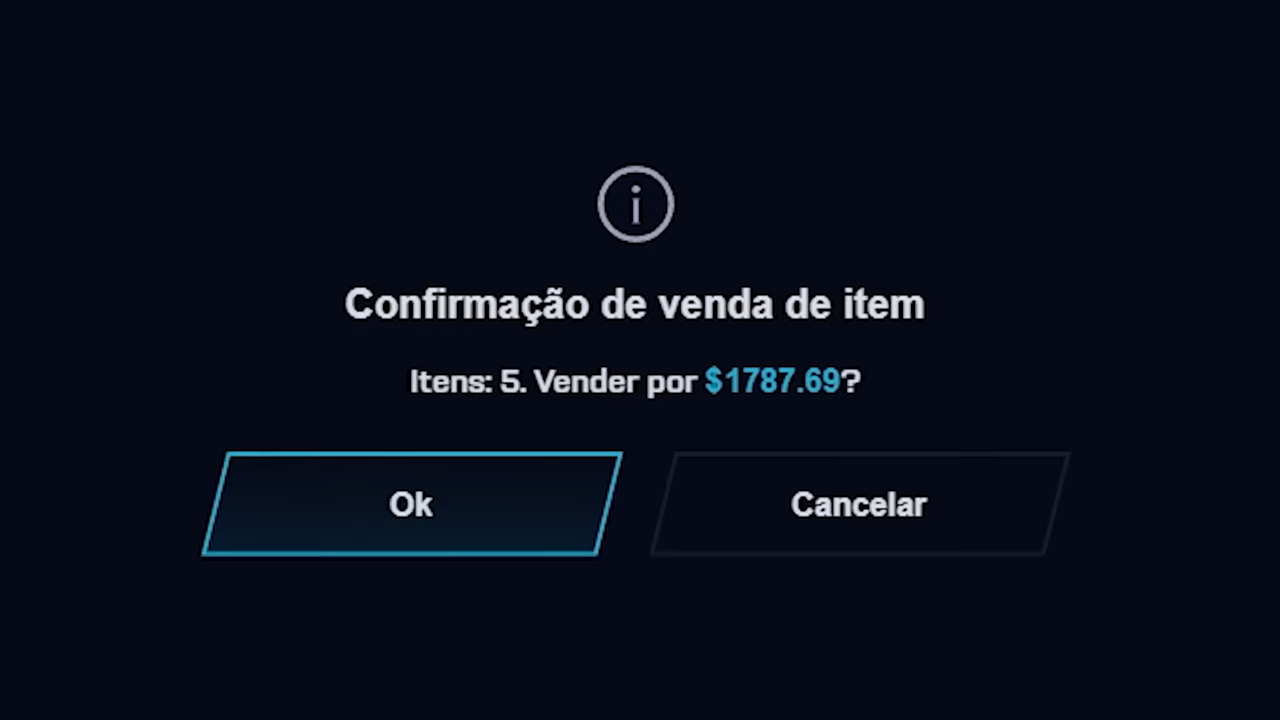 Confirmação de venda de item
Itens: 5. Vender por $1787.69?
Ok
Cancelar